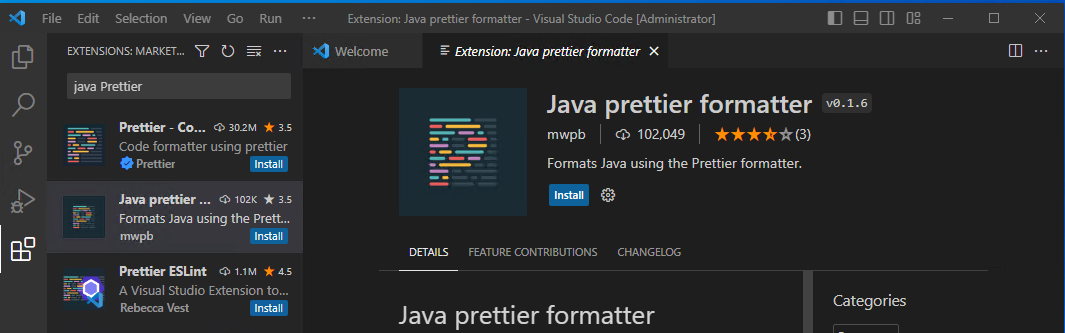 File Edit Selection View Go Run ··· Extension: Java prettier formatter - Visual Studio Code [Administrator]
EXTENSIONS: MARKET... ···
Welcome
Extension: Java prettier formatter
···
java Prettier
Prettier - Co... 30.2M 3.5
Code formatter using prettier
Prettier Install
Java prettier ... 102K 3.5
Formats Java using the Prett...
mwpb Install
Prettier ESLint 1.1M 4.5
A Visual Studio Extension to...
Rebecca Vest Install
Java prettier formatter v0.1.6
mwpb 102,049 (3)
Formats Java using the Prettier formatter.
Install
DETAILS FEATURE CONTRIBUTIONS CHANGELOG
Java prettier formatter
Categories